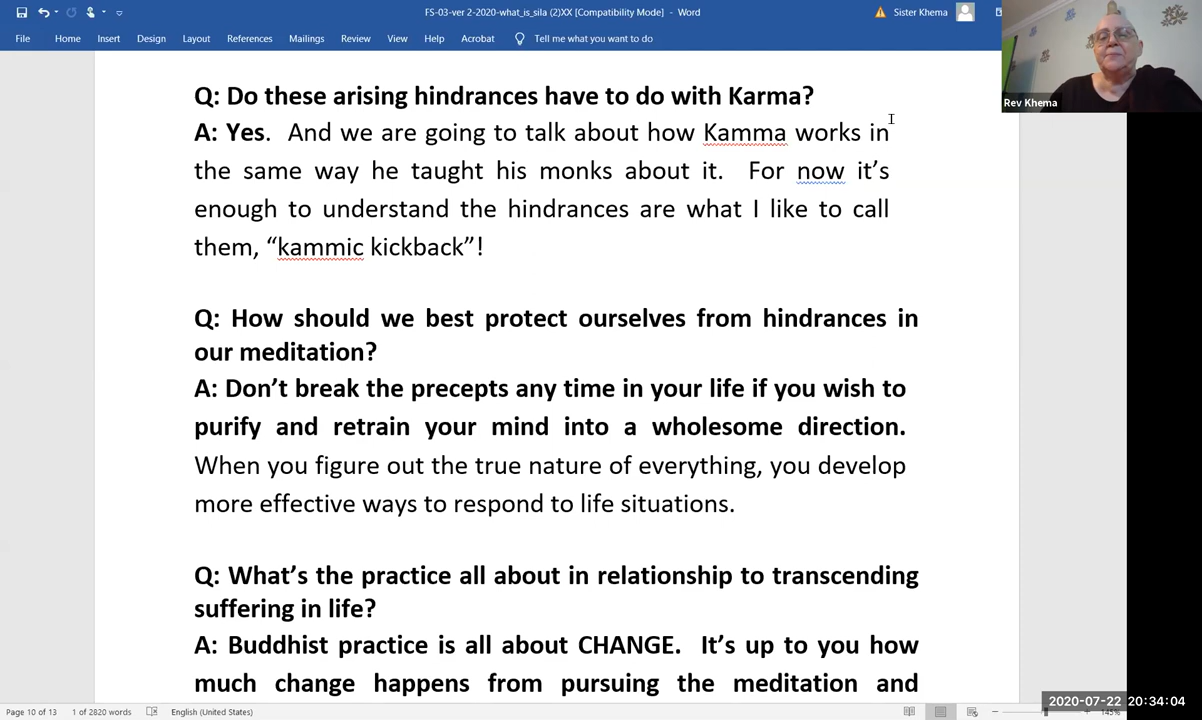 FS-03-ver 2-2020-what_is_sila (2)XX [Compatibility Mode] - Word
Sister Khema
File Home Insert Design Layout References Mailings Review View Help Acrobat Tell me what you want to do
Rev Khema
Q: Do these arising hindrances have to do with Karma?
A: Yes. And we are going to talk about how Kamma works in
the same way he taught his monks about it. For now it's
enough to understand the hindrances are what I like to call
them, “kammic kickback”!
Q: How should we best protect ourselves from hindrances in
our meditation?
A: Don't break the precepts any time in your life if you wish to
purify and retrain your mind into a wholesome direction.
When you figure out the true nature of everything, you develop
more effective ways to respond to life situations.
Q: What's the practice all about in relationship to transcending
suffering in life?
A: Buddhist practice is all about CHANGE. It's up to you how
much change happens from pursuing the meditation and
Page 10 of 13 1 of 2820 words English (United States) 145%
2020-07-22 20:34:04